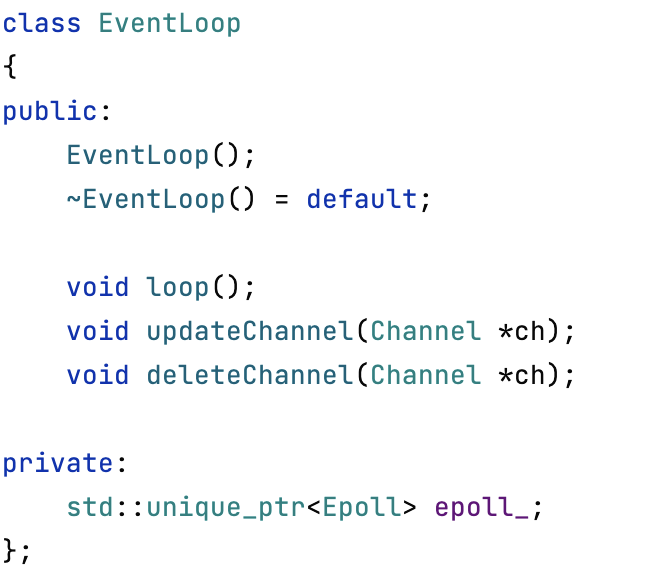 class EventLoop
{
public:
    EventLoop();
    ~EventLoop() = default;

    void loop();
    void updateChannel(Channel *ch);
    void deleteChannel(Channel *ch);

private:
    std::unique_ptr<Epoll> epoll_;
};